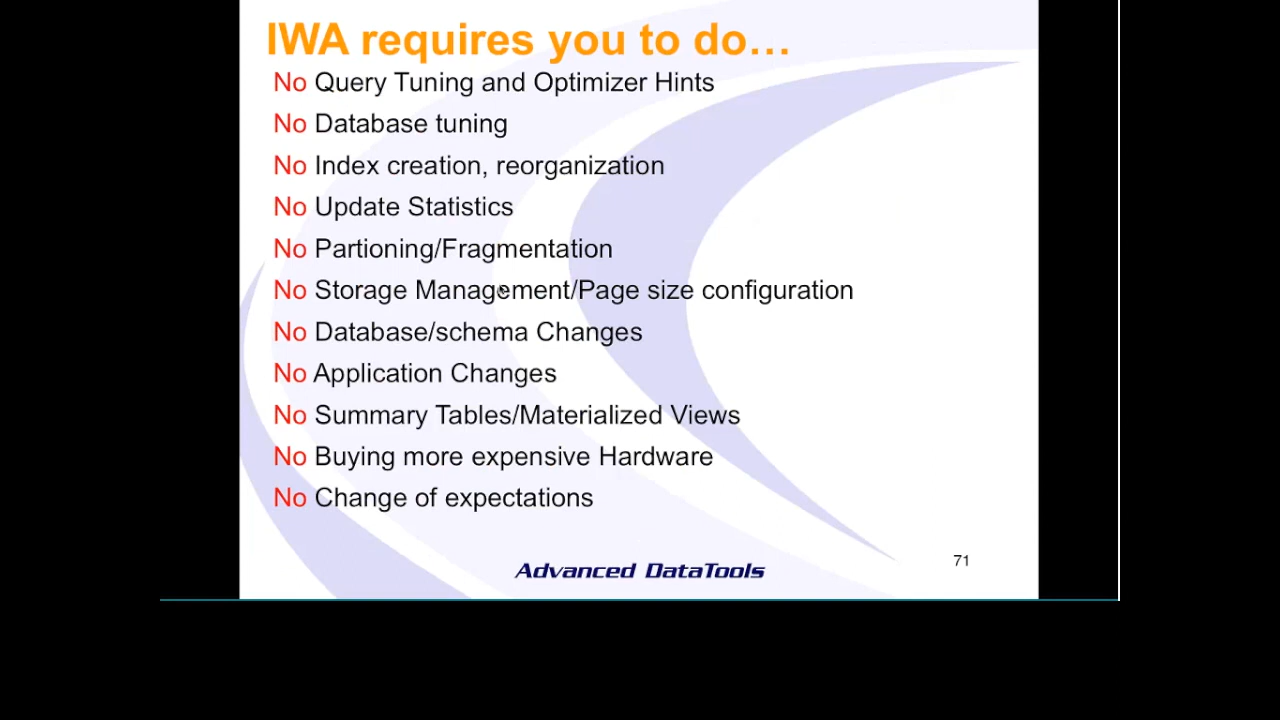 IWA requires you to do...
No Query Tuning and Optimizer Hints
No Database tuning
No Index creation, reorganization
No Update Statistics
No Partioning/Fragmentation
No Storage Management/Page size configuration
No Database/schema Changes
No Application Changes
No Summary Tables/Materialized Views
No Buying more expensive Hardware
No Change of expectations
Advanced DataTools
71